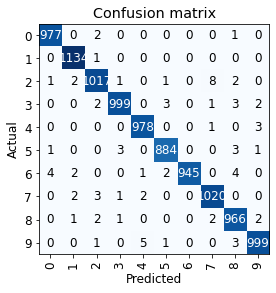 Confusion matrix
Actual
0 977 0 2 0 0 0 0 0 1 0
1 0 1134 1 0 0 0 0 0 0 0
2 1 2 1017 1 0 1 0 8 2 0
3 0 0 2 999 0 3 0 1 3 2
4 0 0 0 0 978 0 0 0 1 3
5 1 0 0 3 0 884 0 0 3 1
6 4 2 0 0 1 2 945 0 4 0
7 0 2 3 1 2 0 0 1020 0 0
8 0 1 2 1 0 0 0 2 966 2
9 0 0 1 0 5 1 0 0 3 999
0 1 2 3 4 5 6 7 8 9
Predicted